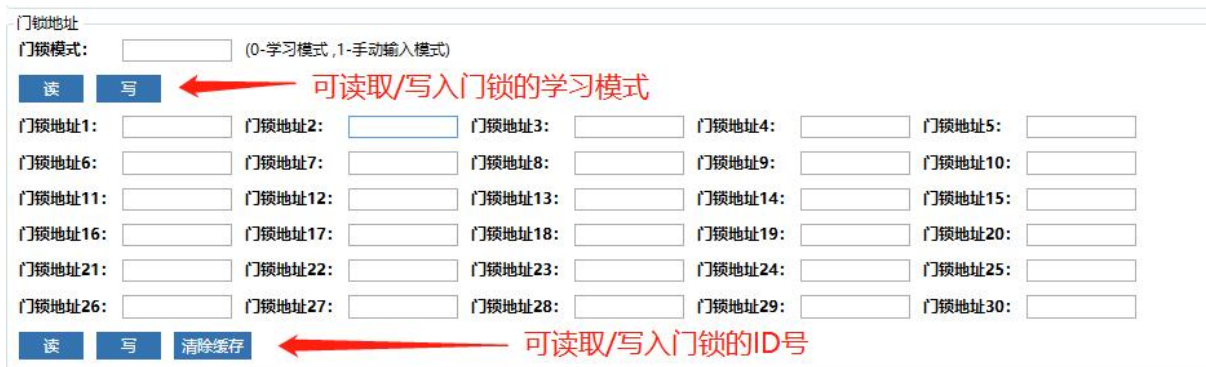 门锁地址
门锁模式： (0-学习模式 ,1-手动输入模式)
读 写 可读取/写入门锁的学习模式
门锁地址1： 门锁地址2： 门锁地址3： 门锁地址4： 门锁地址5：
门锁地址6： 门锁地址7： 门锁地址8： 门锁地址9： 门锁地址10：
门锁地址11： 门锁地址12： 门锁地址13： 门锁地址14： 门锁地址15：
门锁地址16： 门锁地址17： 门锁地址18： 门锁地址19： 门锁地址20：
门锁地址21： 门锁地址22： 门锁地址23： 门锁地址24： 门锁地址25：
门锁地址26： 门锁地址27： 门锁地址28： 门锁地址29： 门锁地址30：
读 写 清除缓存 可读取/写入门锁的ID号